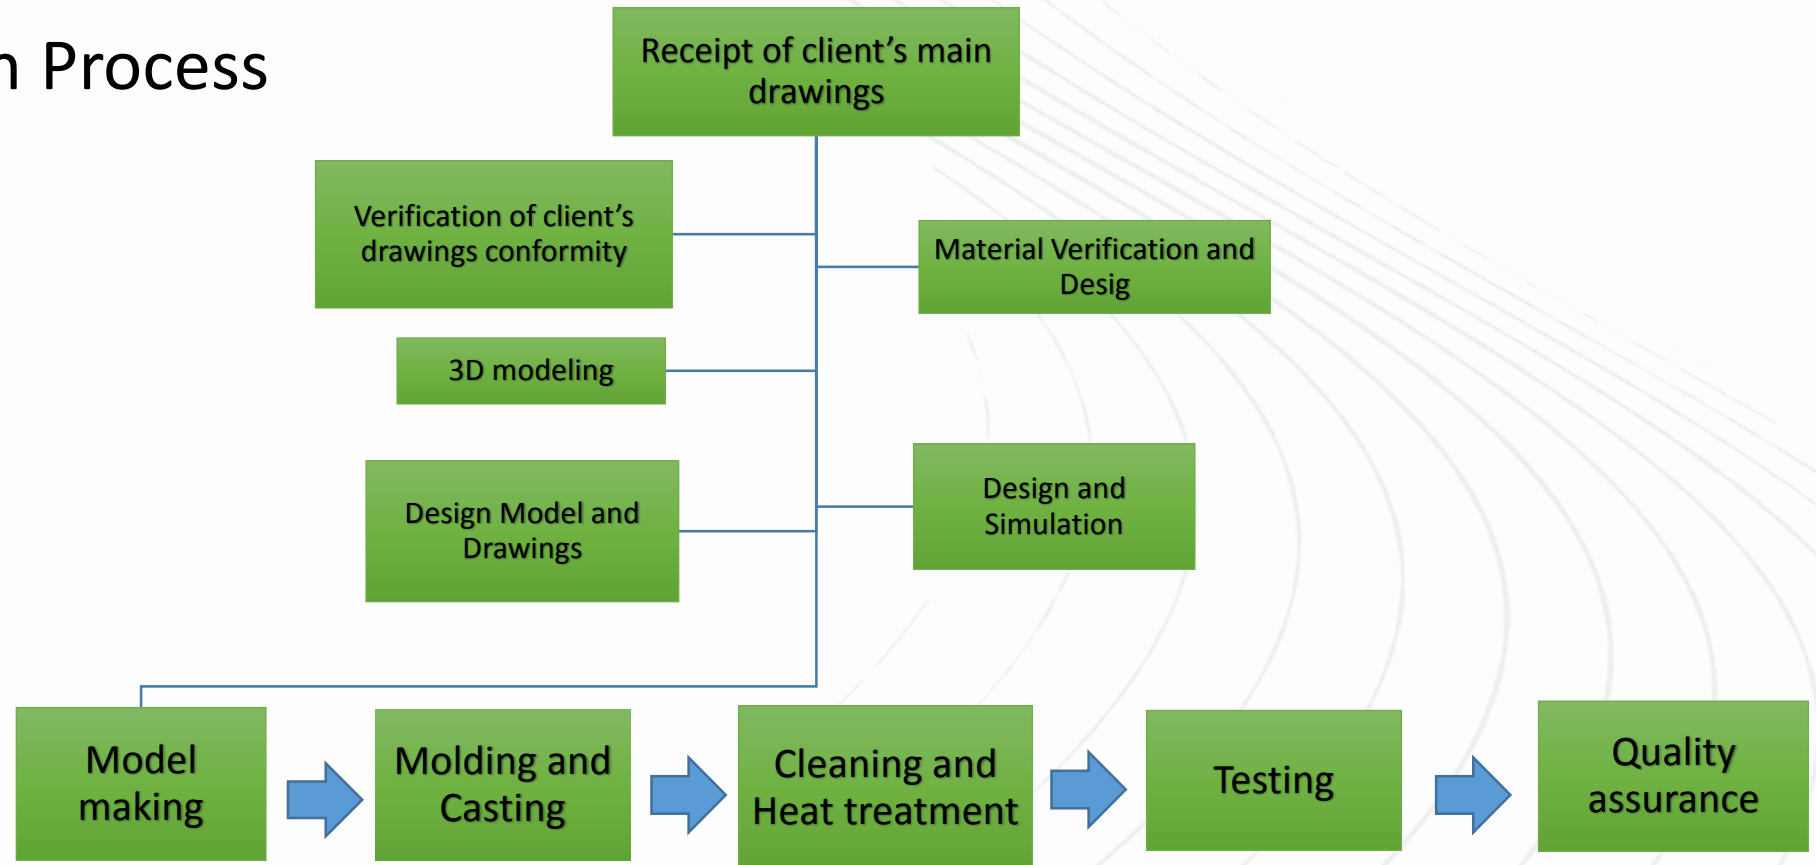 n Process
Receipt of client's main
drawings
Verification of client's
drawings conformity
Material Verification and
Desig
3D modeling
Design Model and
Drawings
Design and
Simulation
Model
making
Molding and
Casting
Cleaning and
Heat treatment
Testing
Quality
assurance